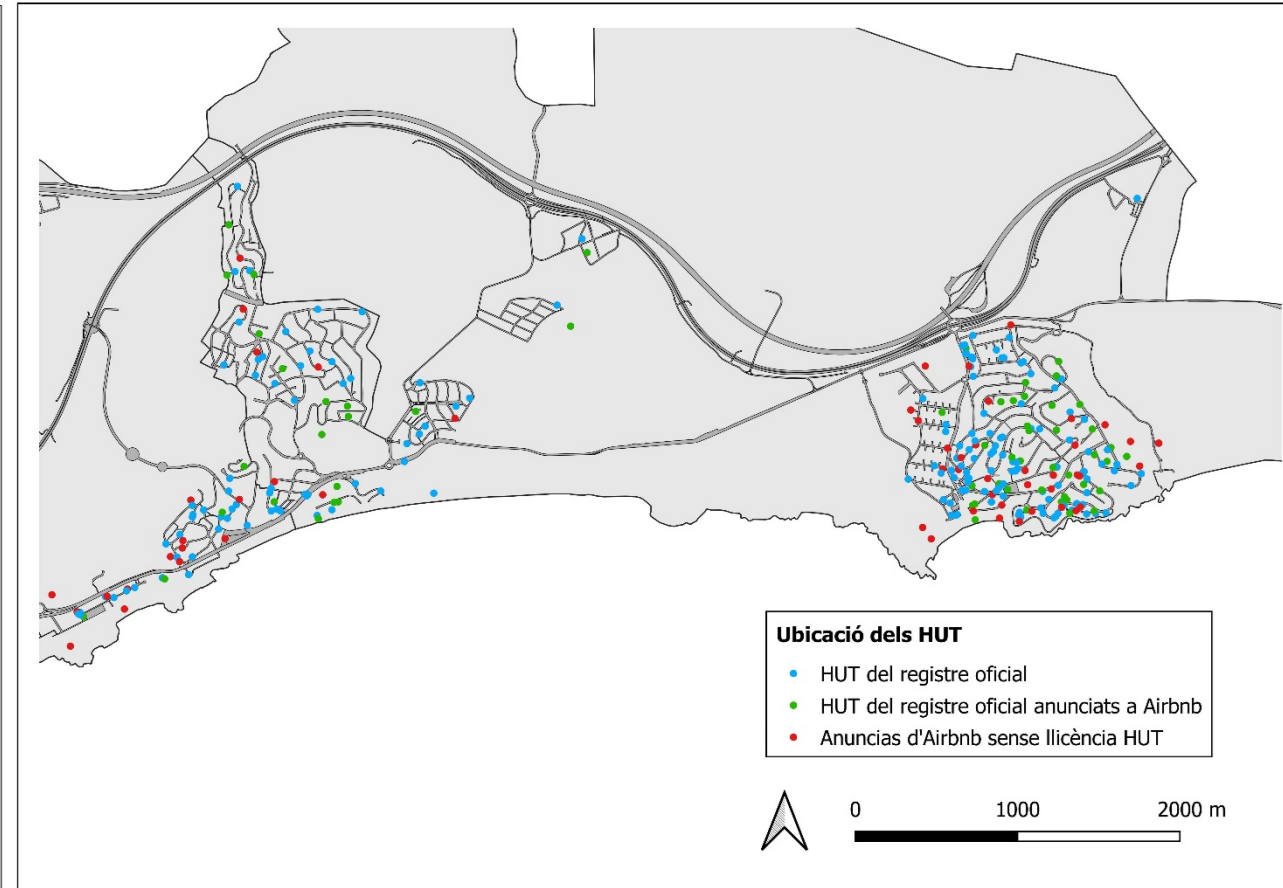 Ubicació dels HUT
HUT del registre oficial
HUT del registre oficial anunciats a Airbnb
Anuncias d'Airbnb sense llicència HUT
0 1000 2000 m